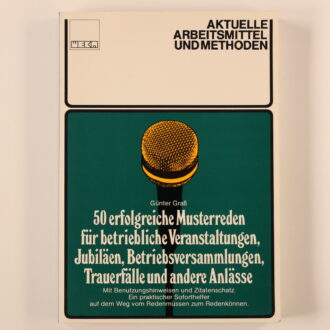 AKTUELLE
ARBEITSMITTEL
UND METHODEN
Günter Graß
50 erfolgreiche Musterreden
für betriebliche Veranstaltungen,
Jubiläen, Betriebsversammlungen,
Trauerfälle und andere Anlässe
Mit Benutzungshinweisen und Zitatenschatz.
Ein praktischer Soforthelfer
auf dem Weg vom Redenmüssen zum Redenkönnen.